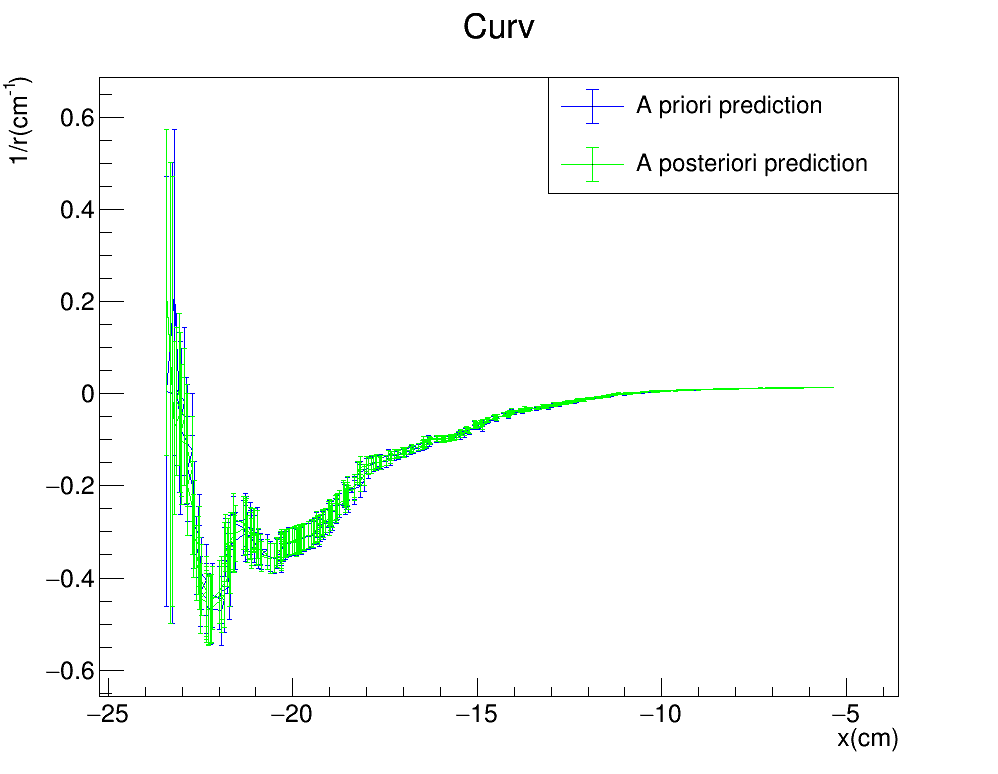 Curv
1/r(cm⁻¹)
A priori prediction
A posteriori prediction
0.6
0.4
0.2
0
−0.2
−0.4
−0.6
−25 −20 −15 −10 −5
x(cm)